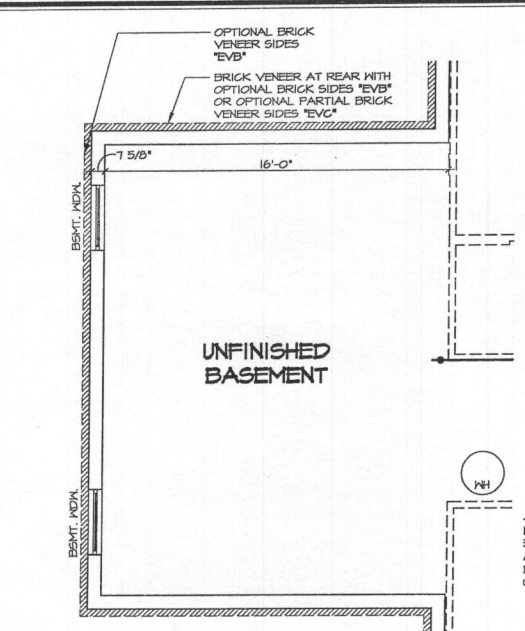 OPTIONAL BRICK
VENEER SIDES
"EVB"
BRICK VENEER AT REAR WITH
OPTIONAL BRICK SIDES "EVB"
OR OPTIONAL PARTIAL BRICK
VENEER SIDES "EVC"
7 5/8"
16'-0"
BSMT. WDW.
UNFINISHED
BASEMENT
WH
BSMT. WDW.